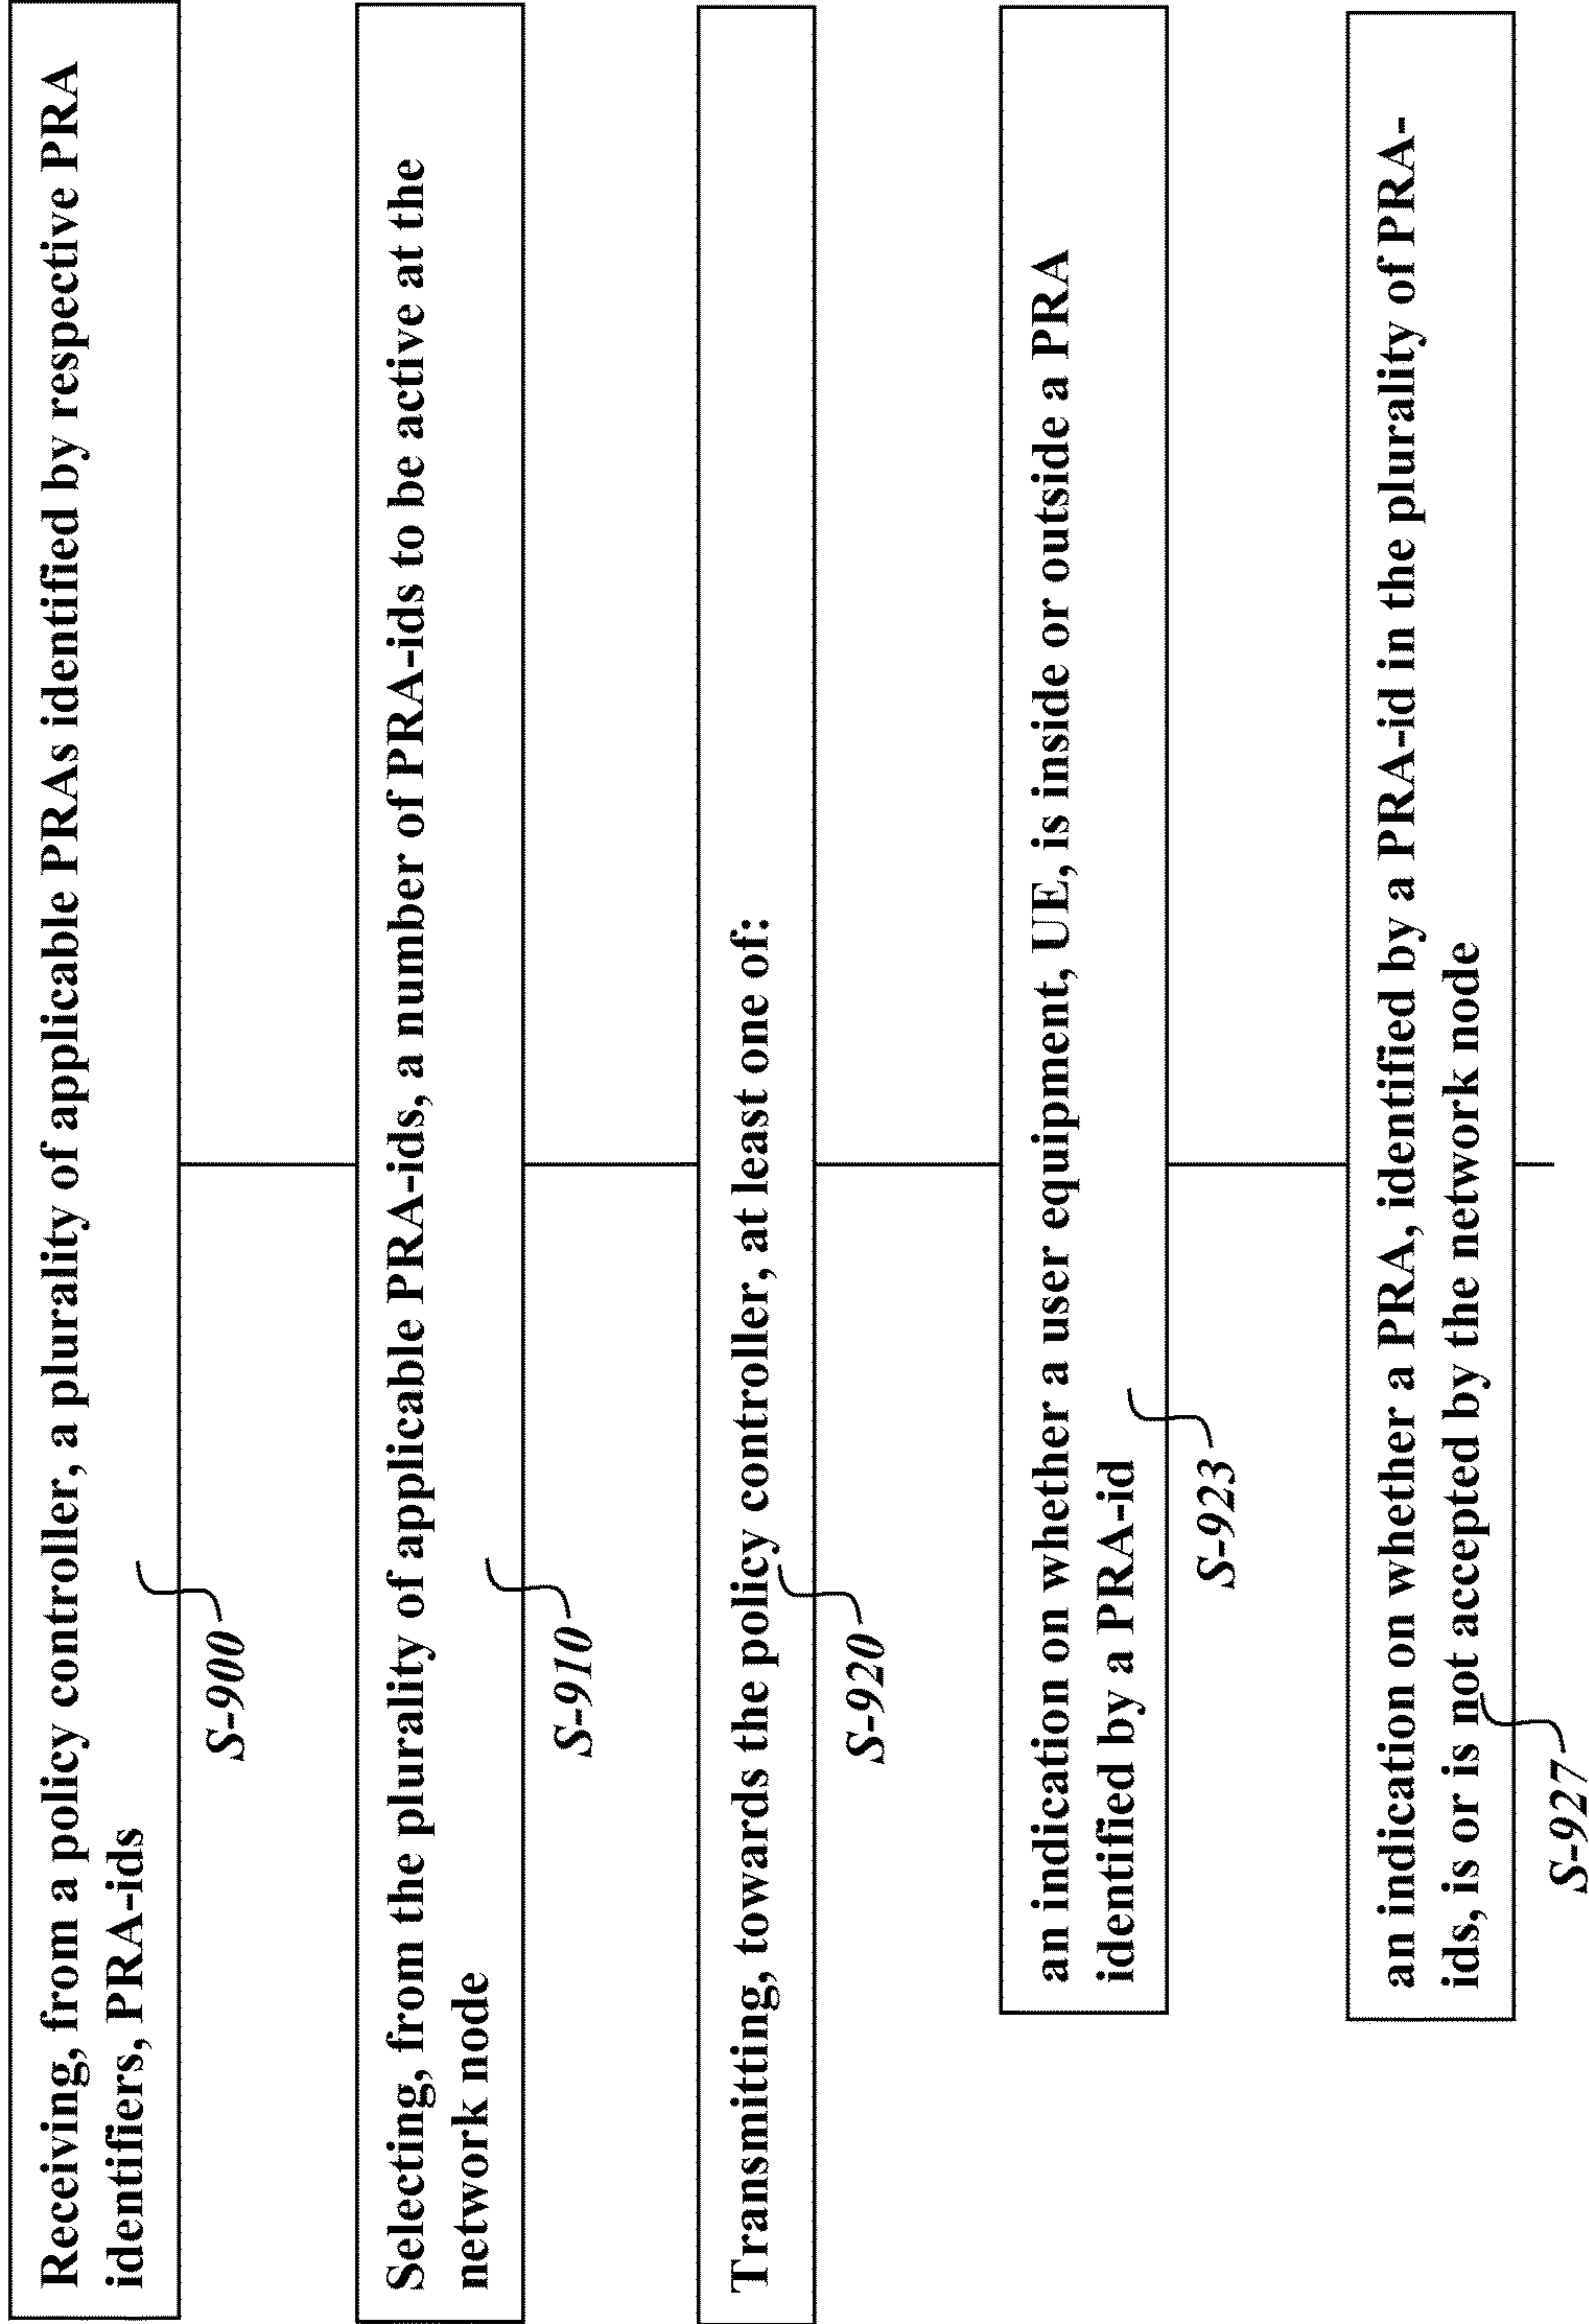 Receiving, from a policy controller, a plurality of applicable PRAs identified by respective PRA
identifiers, PRA-ids
S-900
Selecting, from the plurality of applicable PRA-ids, a number of PRA-ids to be active at the
network node
S-910
Transmitting, towards the policy controller, at least one of:
S-920
an indication on whether a user equipment, UE, is inside or outside a PRA
identified by a PRA-id
S-923
an indication on whether a PRA, identified by a PRA-id in the plurality of PRA-
ids, is or is not accepted by the network node
S-927